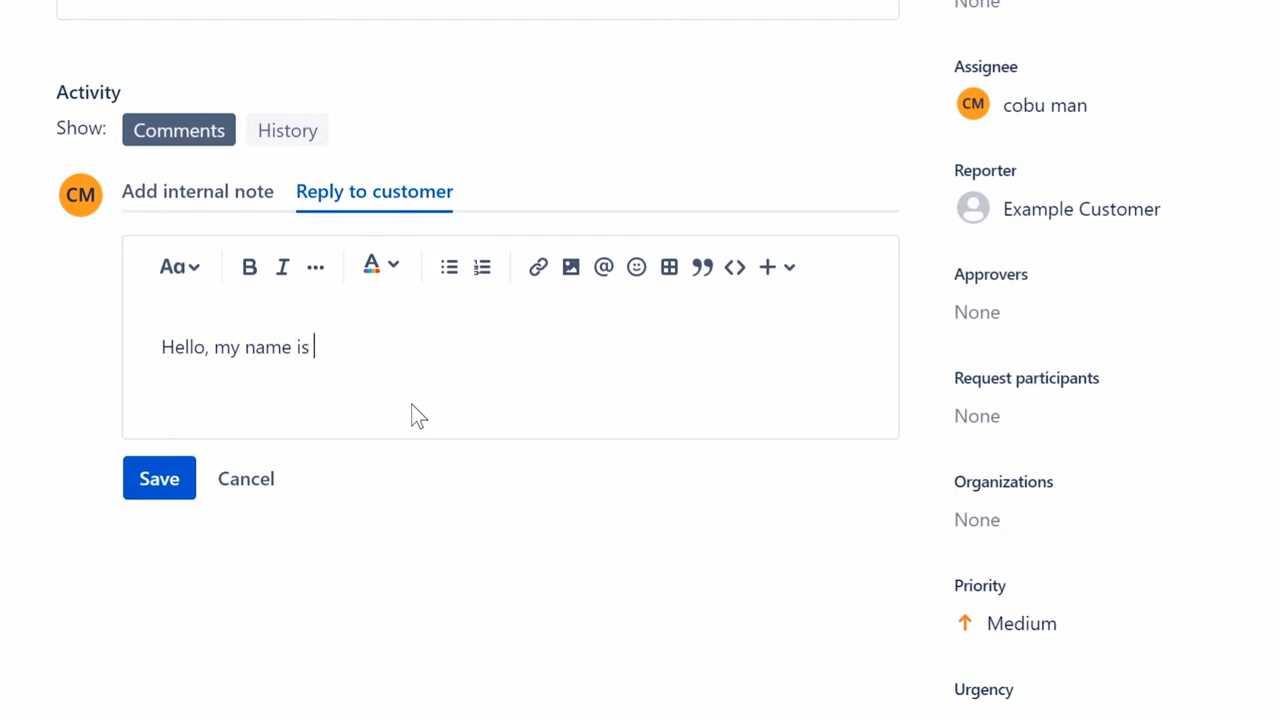 None
Assignee
CM cobu man
Activity
Show: Comments History
Reporter
CM Add internal note Reply to customer
Example Customer
Aa B I ... A @ + 
Approvers
None
Hello, my name is
Request participants
None
Save Cancel
Organizations
None
Priority
Medium
Urgency